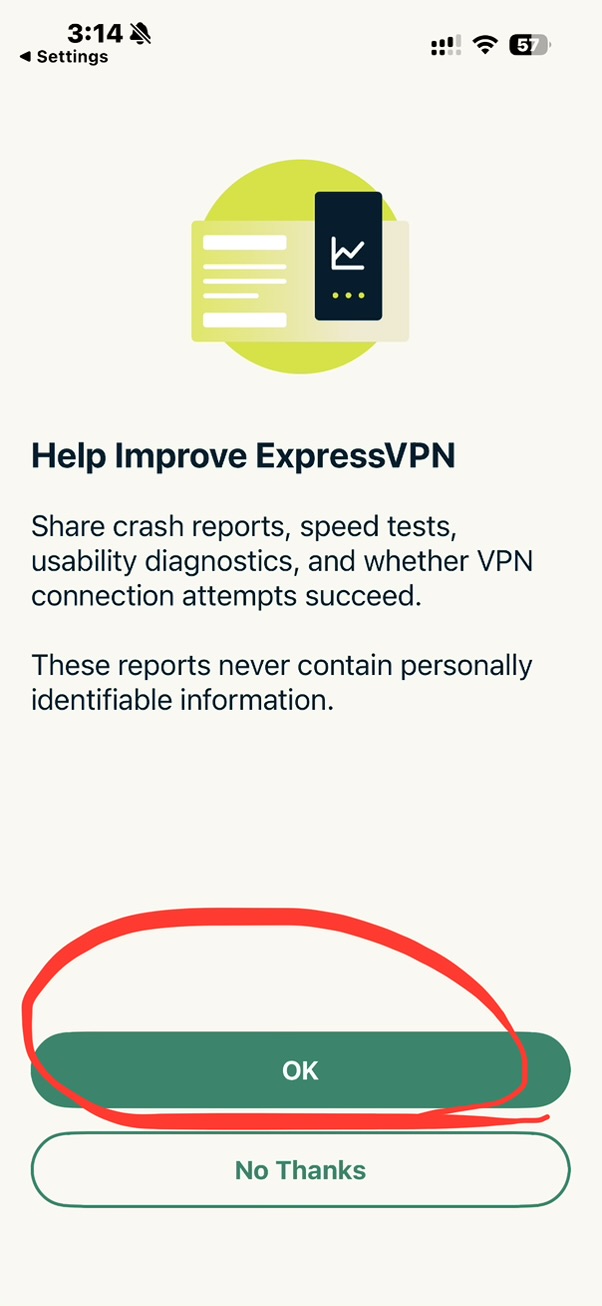 3:14
57
◀ Settings
Help Improve ExpressVPN
Share crash reports, speed tests,
usability diagnostics, and whether VPN
connection attempts succeed.
These reports never contain personally
identifiable information.
OK
No Thanks